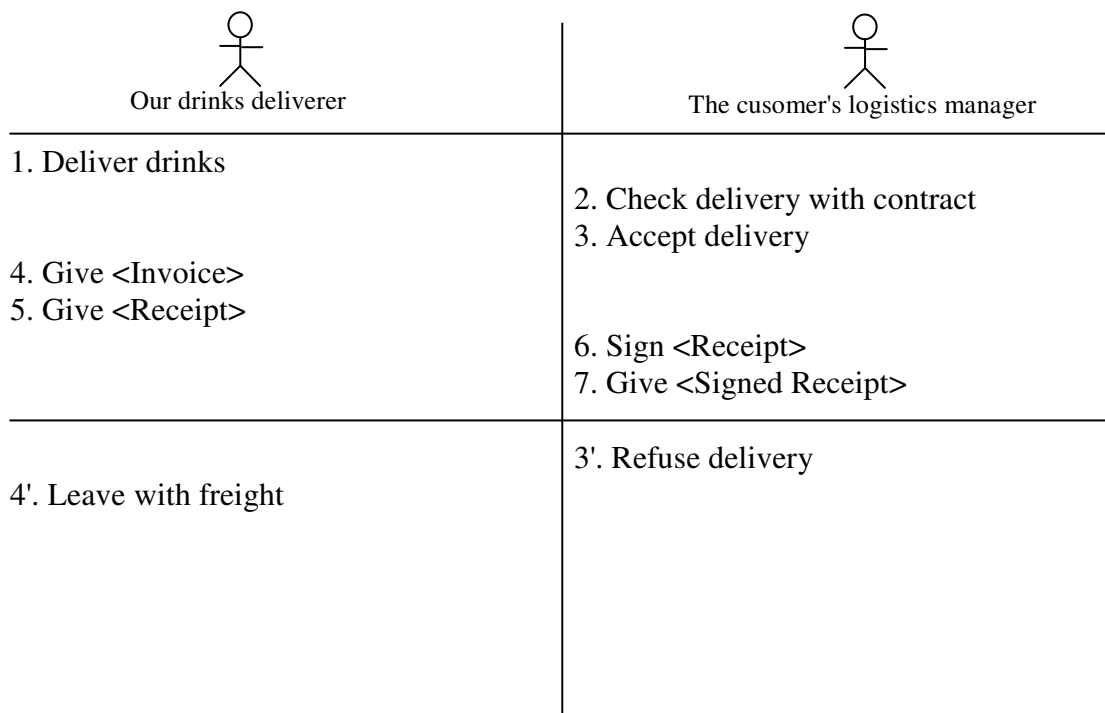 Our drinks deliverer
The cusomer's logistics manager
1. Deliver drinks
2. Check delivery with contract
3. Accept delivery
4. Give <Invoice>
5. Give <Receipt>
6. Sign <Receipt>
7. Give <Signed Receipt>
3'. Refuse delivery
4'. Leave with freight